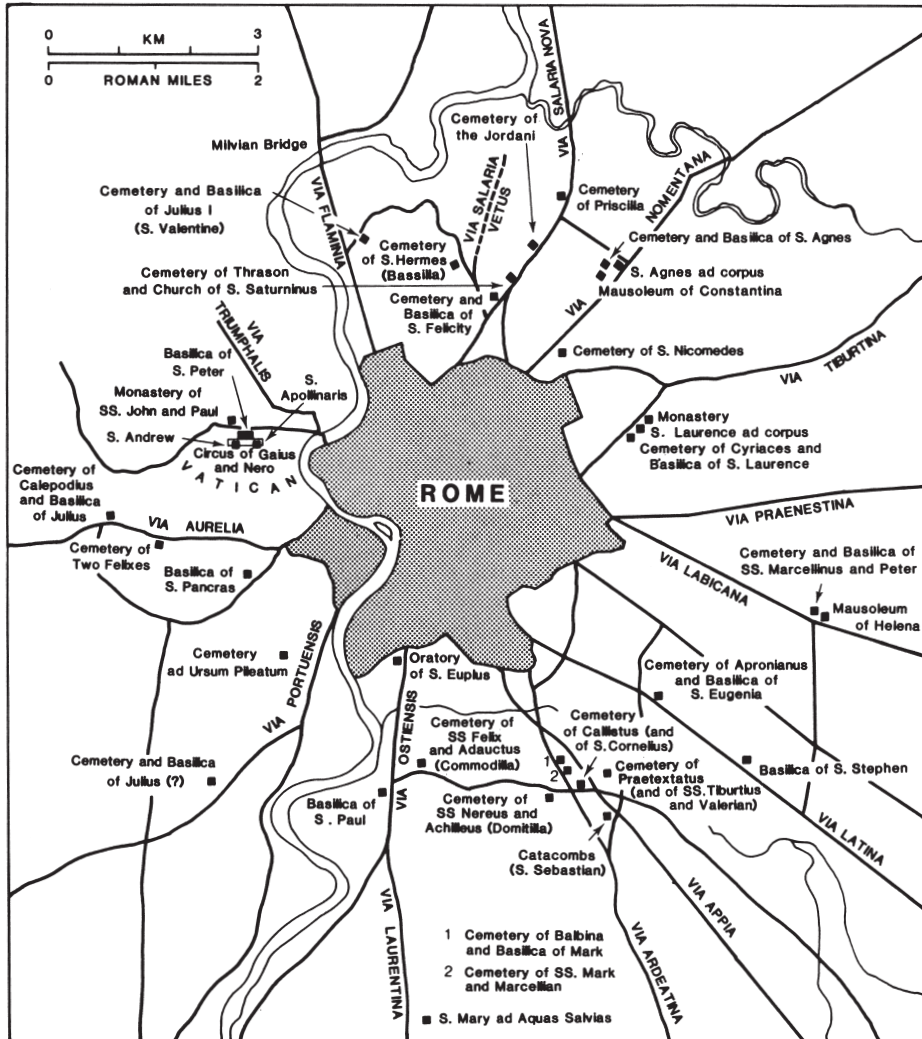 0 3
KM
ROMAN MILES
0 2
VIA SALARIA NOVA
Cemetery of
the Jordani
Milvian Bridge
VIA FLAMINIA
VIA SALARIA
VETUS
VIA NOMENTANA
Cemetery and Basilica
of Julius I
(S. Valentine)
Cemetery
of Priscilla
Cemetery
of S.Hermes
(Bassilla)
Cemetery and Basilica of S. Agnes
S. Agnes ad corpus
Mausoleum of Constantina
Cemetery of Thrason
and Church of S. Saturninus
Cemetery and
Basilica of
S. Felicity
VIA
TRIUMPHALIS
Cemetery of S. Nicomedes
VIA TIBURTINA
Basilica of
S. Peter
S.
Apollinaris
Monastery of
SS. John and Paul
S. Andrew
Circus of Gaius
and Nero
VATICAN
Monastery
S. Laurence ad corpus
Cemetery of Cyriaces and
Basilica of S. Laurence
Cemetery of
Calepodius
and Basilica
of Julius
ROME
VIA AURELIA
VIA PRAENESTINA
Cemetery of
Two Felixes
Basilica of
S. Pancras
VIA LABICANA
Cemetery and Basilica of
SS. Marcellinus and Peter
Mausoleum
of Helena
VIA PORTUENSIS
Cemetery
ad Ursum Pileatum
Oratory
of S. Euplus
Cemetery of Apronianus
and Basilica of
S. Eugenia
VIA OSTIENSIS
Cemetery of
SS Felix
and Adauctus
(Commodilla)
Cemetery
of Callistus (and
of S.Cornelius)
Cemetery and Basilica
of Julius (?)
1
2
Cemetery of
Praetextatus
(and of SS.Tiburtius
and Valerian)
Basilica of S. Stephen
Basilica of
S. Paul
Cemetery of
SS Nereus and
Achilleus (Domitilla)
VIA LATINA
Catacombs
(S. Sebastian)
VIA APPIA
VIA LAURENTINA
VIA ARDEATINA
1 Cemetery of Balbina
and Basilica of Mark
2 Cemetery of SS. Mark
and Marcellian
S. Mary ad Aquas Salvias